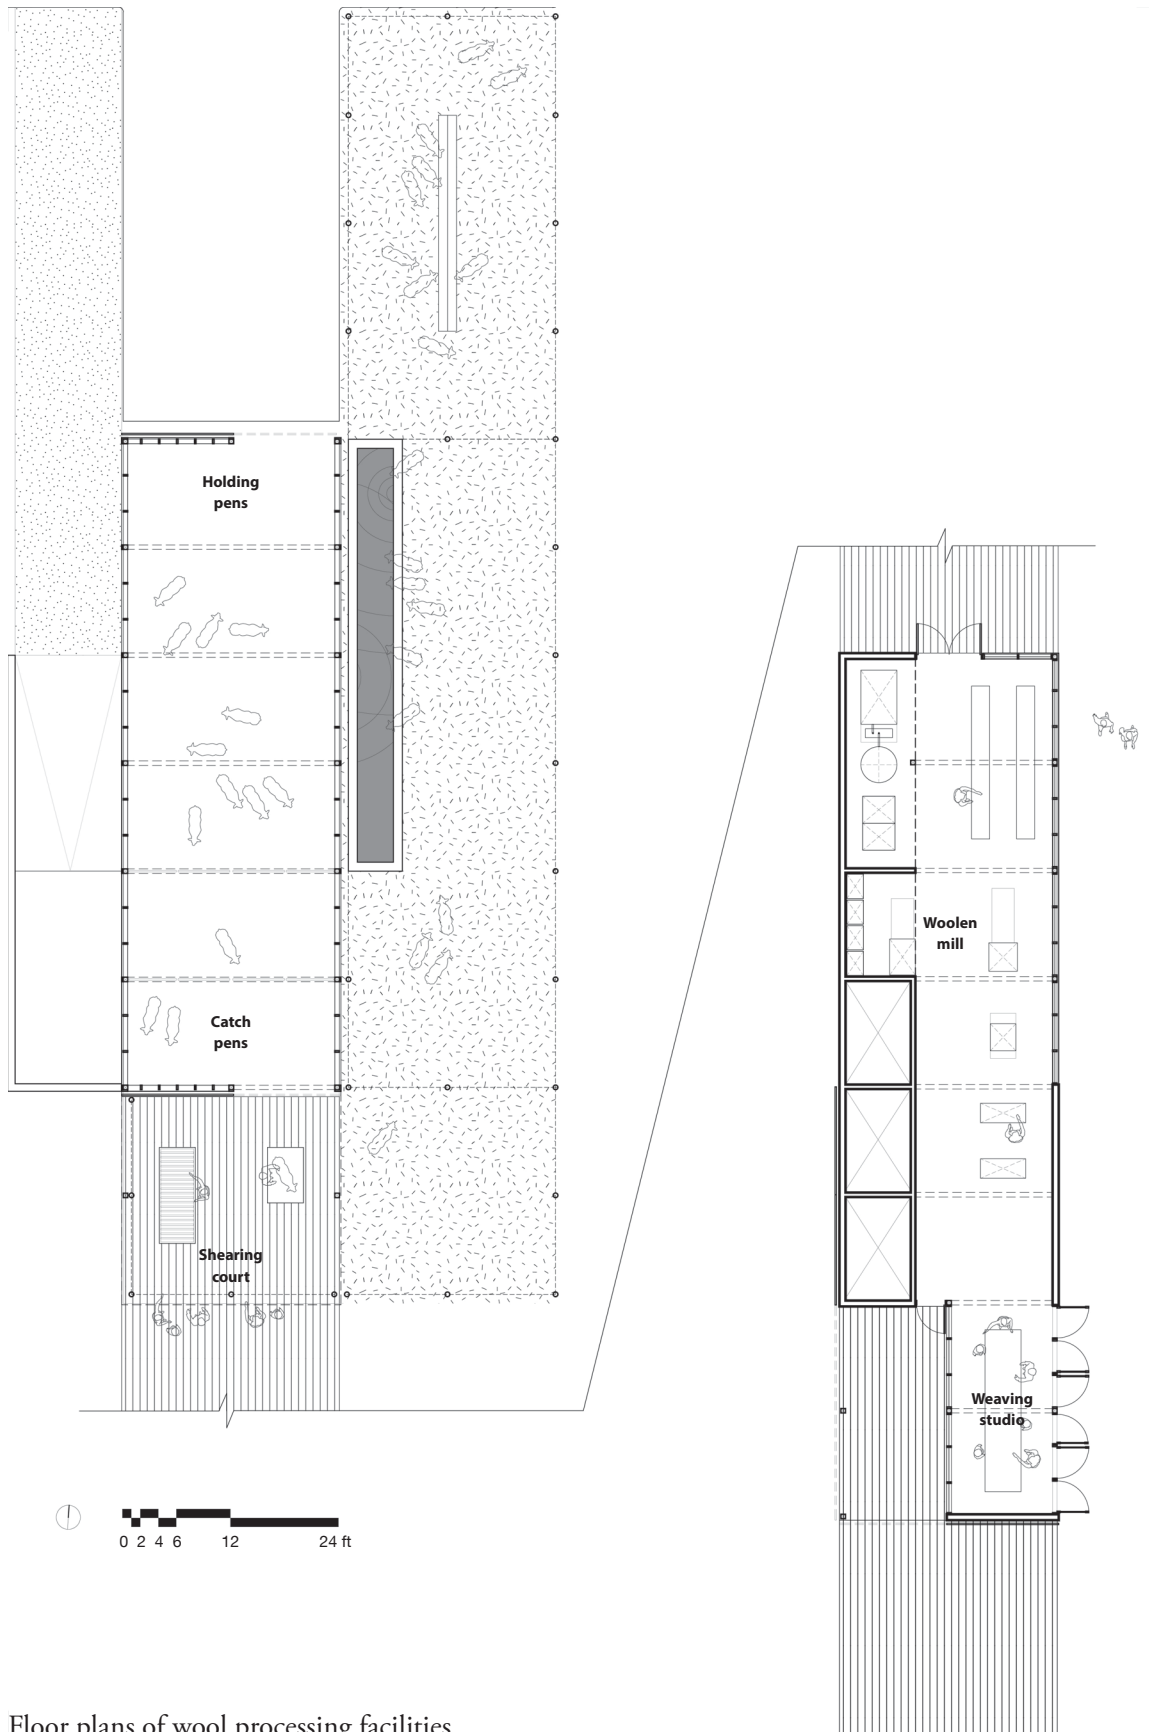 Holding
pens
Catch
pens
Shearing
court
Woolen
mill
Weaving
studio
0 2 4 6 12 24 ft
Floor plans of wool processing facilities